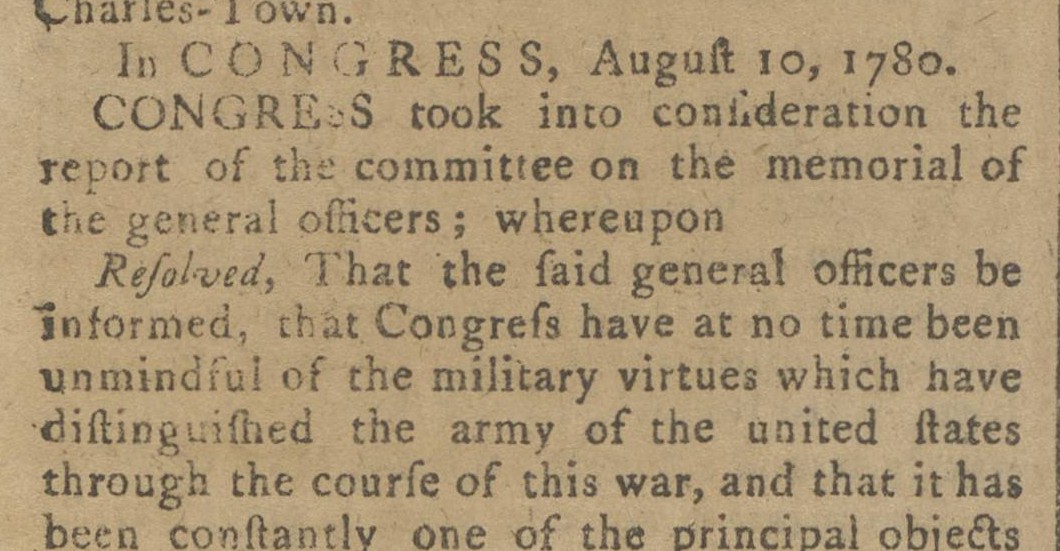 Charles-Town.
In CONGRESS, Auguſt 10, 1780.
CONGRESS took into conſideration the
report of the committee on the memorial of
the general officers; whereupon
Reſolved, That the ſaid general officers be
informed, that Congreſs have at no time been
unmindful of the military virtues which have
diſtinguiſhed the army of the united ſtates
through the courſe of this war, and that it has
been conſtantly one of the principal objects